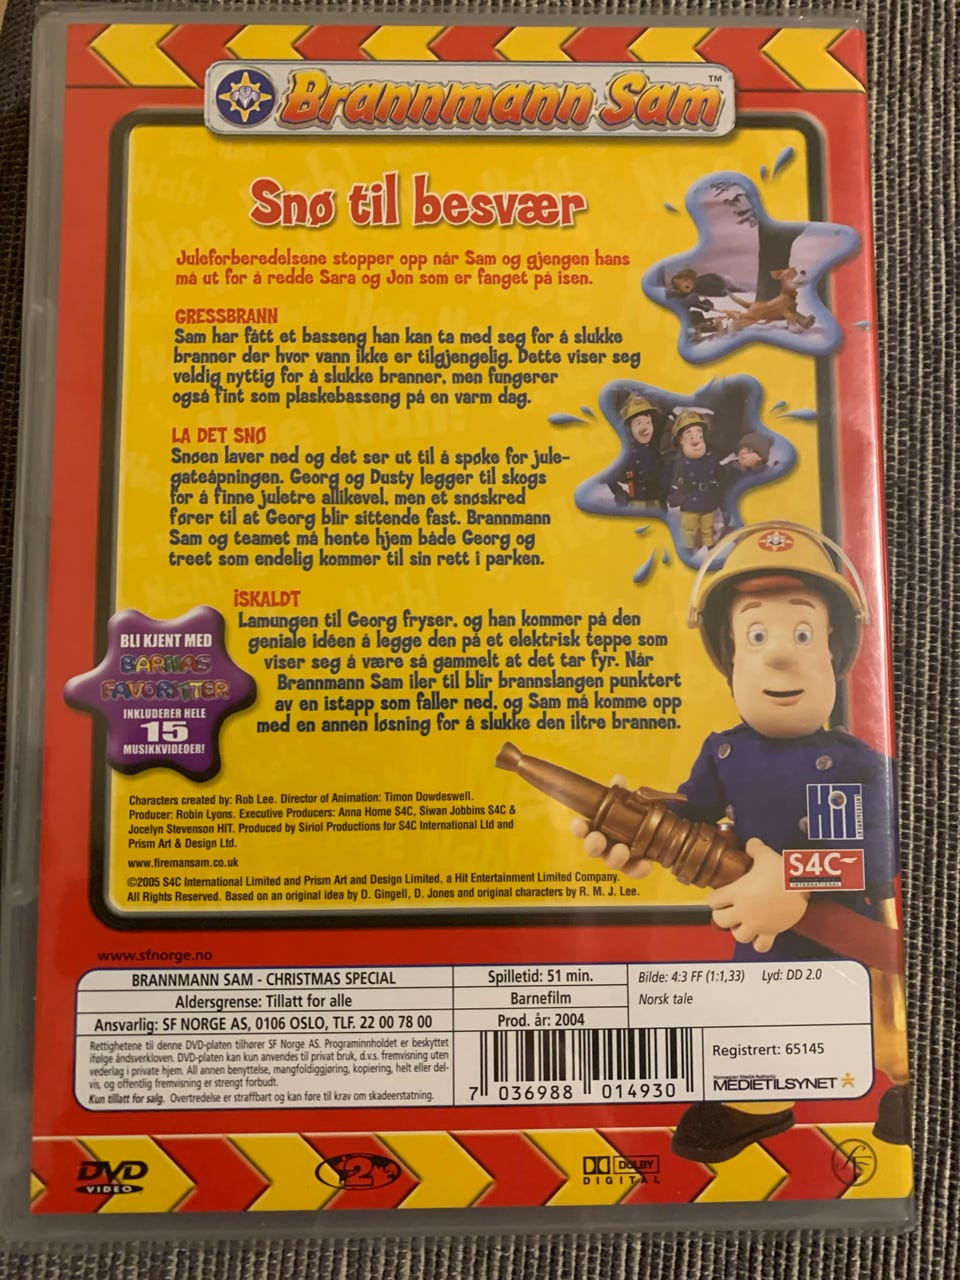 Brannmann Sam™
Snø til besvær
Juleforberedelsene stopper opp når Sam og gjengen hans
må ut for å redde Sara og Jon som er fanget på isen.
GRESSBRANN
Sam har fått et basseng han kan ta med seg for å slukke
branner der hvor vann ikke er tilgjengelig. Dette viser seg
veldig nyttig for å slukke branner, men fungerer
også fint som plaskebasseng på en varm dag.
LA DET SNØ
Snøen laver ned og det ser ut til å spøke for jule-
gateåpningen. Georg og Dusty legger til skogs
for å finne juletre allikevel, men et snøskred
fører til at Georg blir sittende fast. Brannmann
Sam og teamet må hente hjem både Georg og
treet som endelig kommer til sin rett i parken.
ISKALDT
Lamungen til Georg fryser, og han kommer på den
geniale idéen å legge den på et elektrisk teppe som
viser seg å være så gammelt at det tar fyr. Når
Brannmann Sam iler til blir brannslangen punktert
av en istapp som faller ned, og Sam må komme opp
med en annen løsning for å slukke den iltre brannen.
BLI KJENT MED
BARNAS
FAVORITTER
INKLUDERER HELE
15
MUSIKKVIDEOER!
Characters created by: Rob Lee. Director of Animation: Timon Dowdeswell.
Producer: Robin Lyons. Executive Producers: Anna Home S4C, Siwan Jobbins S4C &
Jocelyn Stevenson HIT. Produced by Siriol Productions for S4C International Ltd and
Prism Art & Design Ltd.
www.firemansam.co.uk
©2005 S4C International Limited and Prism Art and Design Limited, a Hit Entertainment Limited Company.
All Rights Reserved. Based on an original idea by D. Gingell, D. Jones and original characters by R. M. J. Lee.
HiT
ENTERTAINMENT
S4C
INTERNATIONAL
www.sfnorge.no
BRANNMANN SAM - CHRISTMAS SPECIAL
Aldersgrense: Tillatt for alle
Ansvarlig: SF NORGE AS, 0106 OSLO, TLF. 22 00 78 00
Rettighetene til denne DVD-platen tilhører SF Norge AS. Programinnholdet er beskyttet
ifølge åndsverkloven. DVD-platen kan kun anvendes til privat bruk, d.v.s. fremvisning uten
vederlag i private hjem. All annen benyttelse, mangfoldiggjøring, kopiering, helt eller del-
vis, og offentlig fremvisning er strengt forbudt.
Kun tillatt for salg. Overtredelse er straffbart og kan føre til krav om skadeerstatning.
Spilletid: 51 min.
Barnefilm
Prod. år: 2004
Bilde: 4:3 FF (1:1,33) Lyd: DD 2.0
Norsk tale
7 036988 014930
Registrert: 65145
Norwegian Media Authority
MEDIETILSYNET
DVD
VIDEO
2
DOLBY
DIGITAL
SF